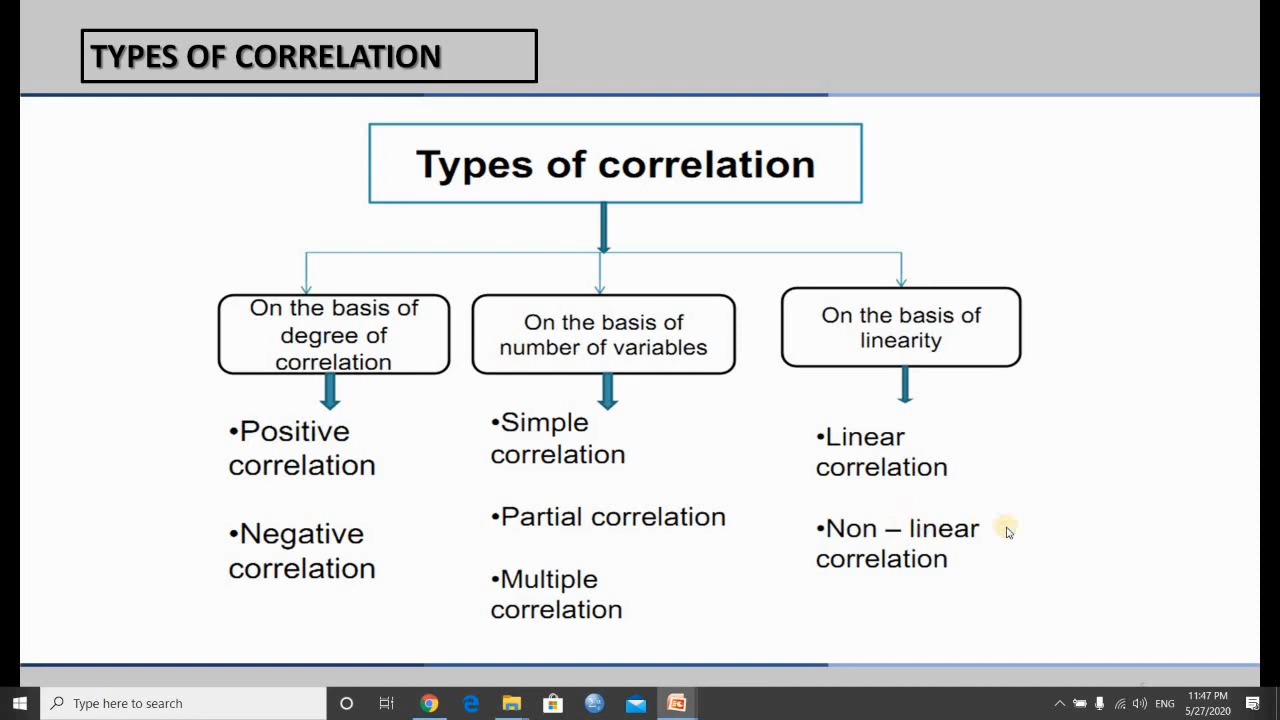 TYPES OF CORRELATION
Types of correlation
On the basis of
degree of
correlation
On the basis of
number of variables
On the basis of
linearity
•Positive
correlation
•Negative
correlation
•Simple
correlation
•Partial correlation
•Multiple
correlation
•Linear
correlation
•Non – linear
correlation
Type here to search
ENG
11:47 PM
5/27/2020